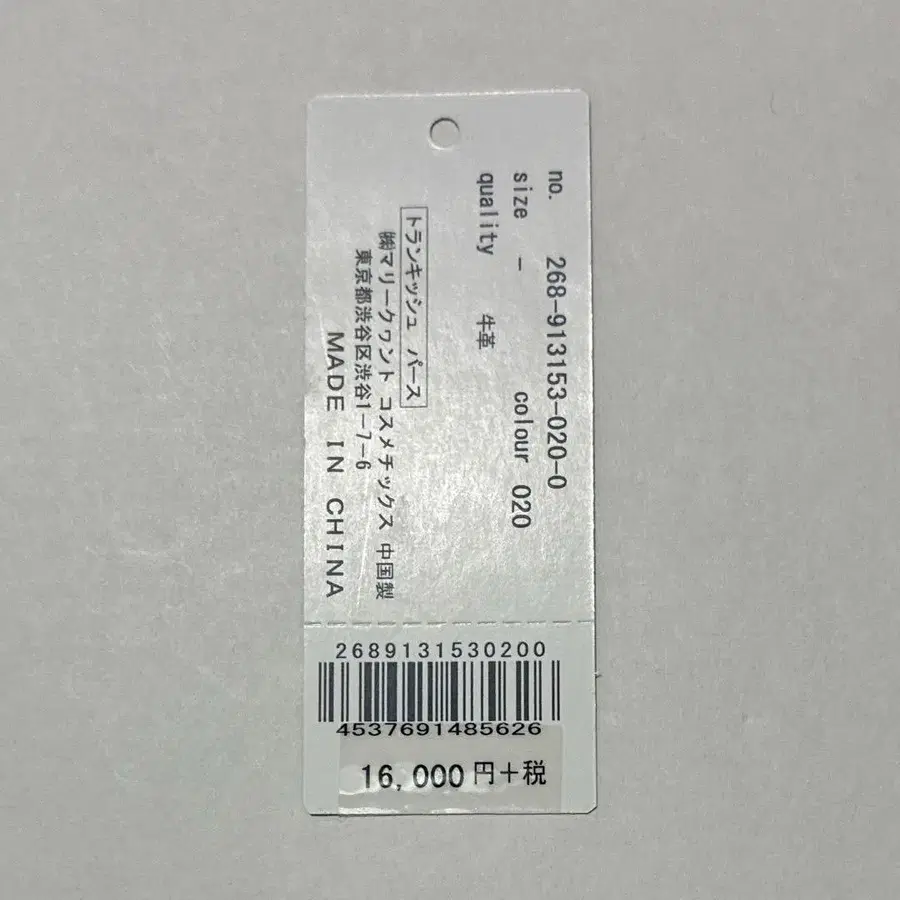 no. 268-913153-020-0
size - colour 020
quality 牛革
トランキッシュ パース
㈱マリークヮント コスメチックス 中国製
東京都渋谷区渋谷1-7-6
MADE IN CHINA
2689131530200
4537691485626
16,000円+税